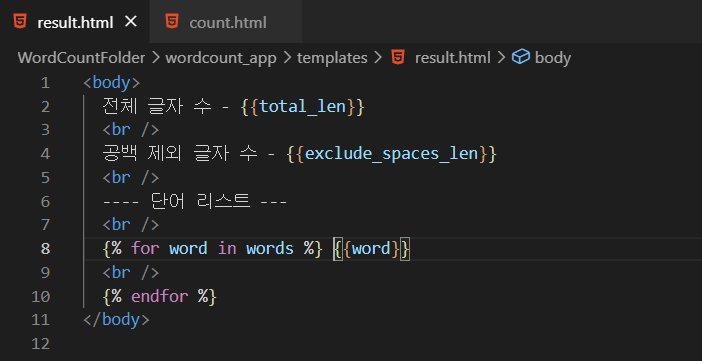 result.html × count.html
WordCountFolder > wordcount_app > templates > result.html > body
1 <body>
2 전체 글자 수 - {{total_len}}
3 <br />
4 공백 제외 글자 수 - {{exclude_spaces_len}}
5 <br />
6 ---- 단어 리스트 ---
7 <br />
8 {% for word in words %} {{word}}
9 <br />
10 {% endfor %}
11 </body>
12